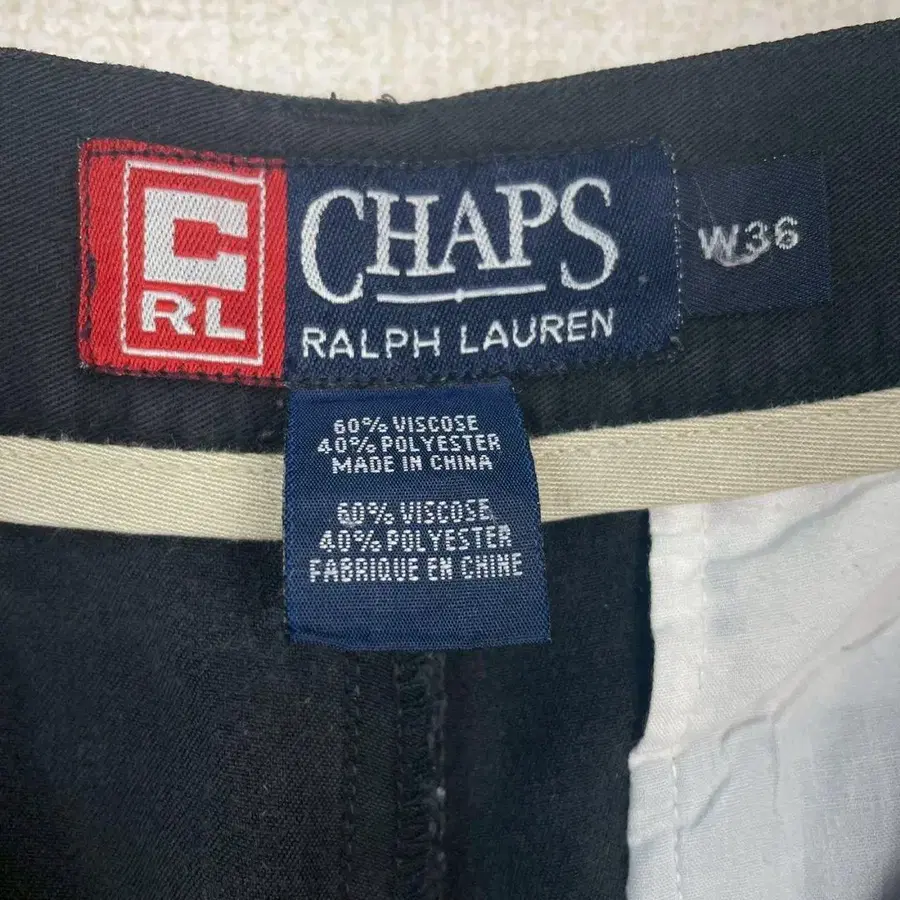 C
RL
CHAPS
RALPH LAUREN
W36
60% VISCOSE
40% POLYESTER
MADE IN CHINA
60% VISCOSE
40% POLYESTER
FABRIQUE EN CHINE